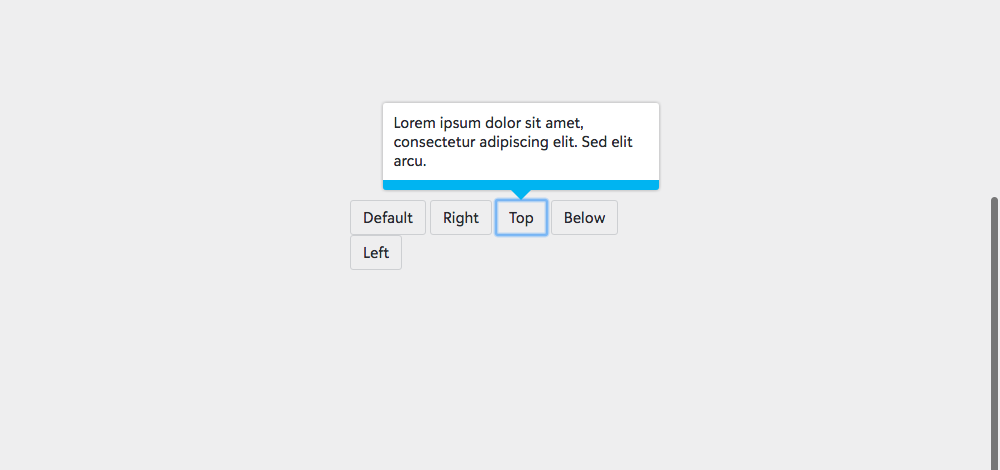 Lorem ipsum dolor sit amet,
consectetur adipiscing elit. Sed elit
arcu.
Default
Right
Top
Below
Left